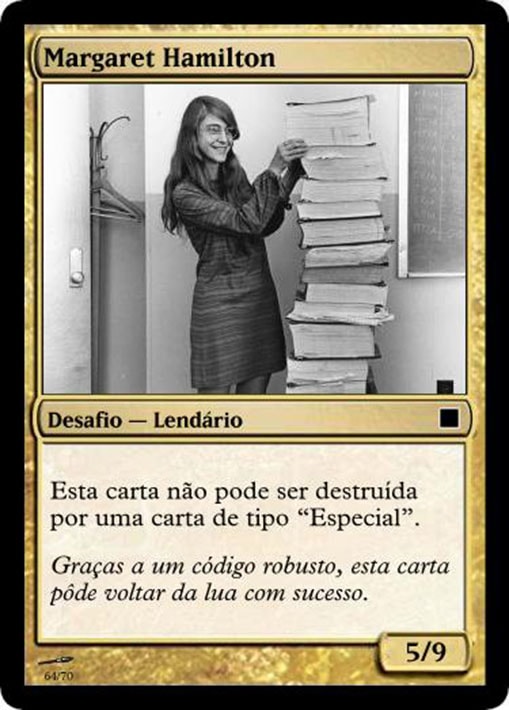 Margaret Hamilton
Desafio — Lendário
Esta carta não pode ser destruída
por uma carta de tipo “Especial”.
Graças a um código robusto, esta carta
pôde voltar da lua com sucesso.
5/9
64/70